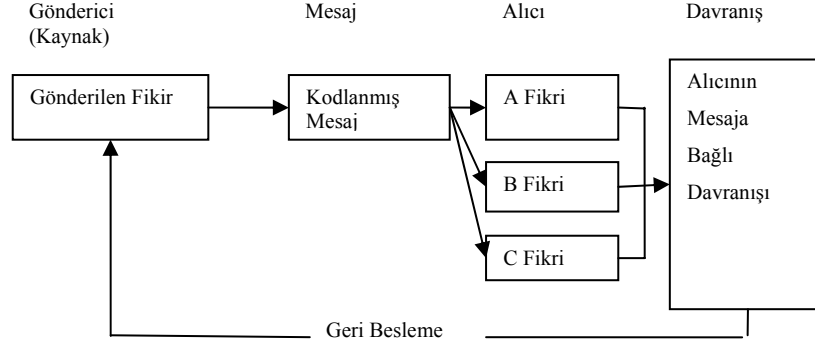 Gönderici
(Kaynak)
Mesaj
Alıcı
Davranış
Gönderilen Fikir
Kodlanmış
Mesaj
A Fikri
B Fikri
C Fikri
Alıcının
Mesaja
Bağlı
Davranışı
Geri Besleme